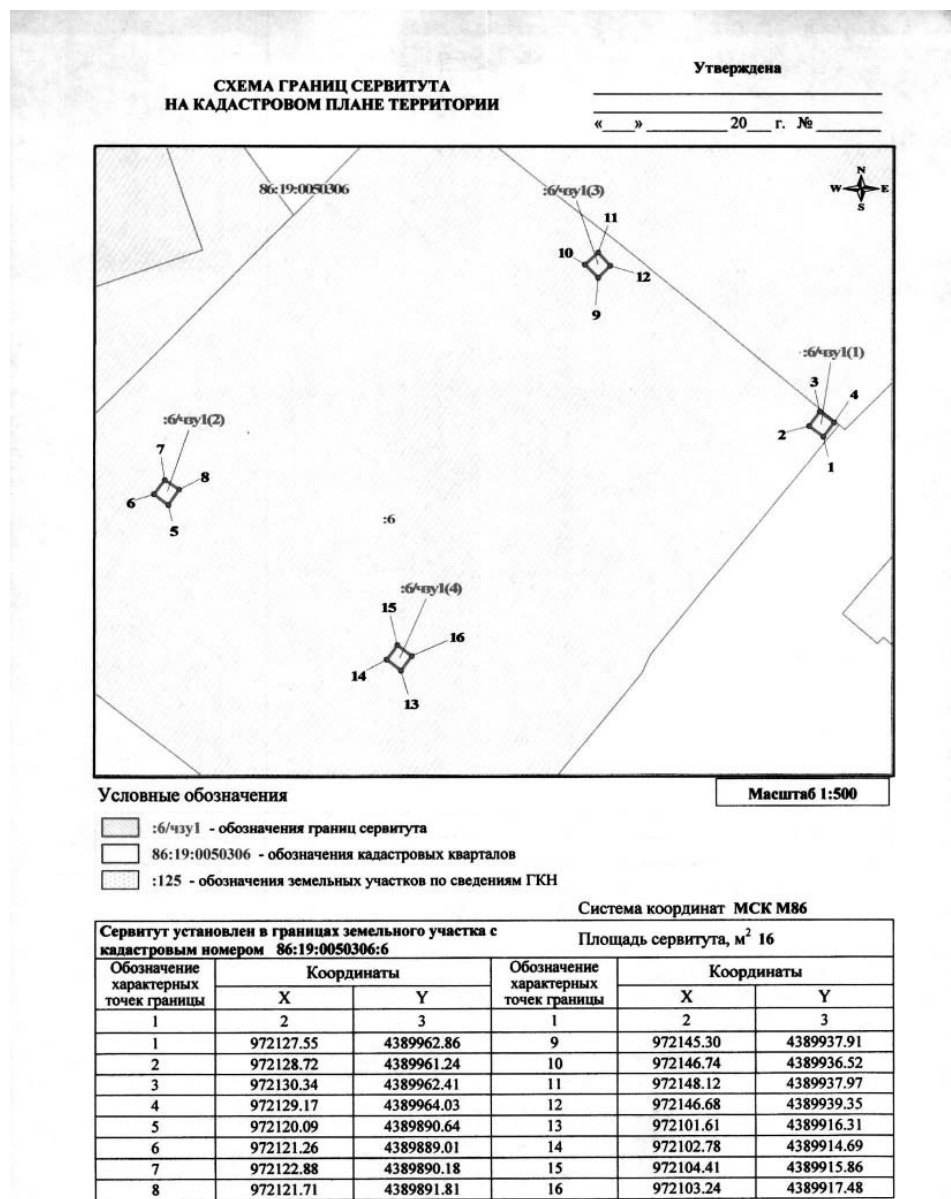 Утверждена
СХЕМА ГРАНИЦ СЕРВИТУТА
НА КАДАСТРОВОМ ПЛАНЕ ТЕРРИТОРИИ
«____» __________ 20___ г. № ________
86:19:0050306
:6/чзу1(3)
N
W E
S
11
10
12
9
:6/чзу1(1)
3
4
2
1
:6/чзу1(2)
7
8
6
5
:6
:6/чзу1(4)
15
16
14
13
Условные обозначения
Масштаб 1:500
:6/чзу1 - обозначения границ сервитута
86:19:0050306 - обозначения кадастровых кварталов
:125 - обозначения земельных участков по сведениям ГКН
Система координат МСК М86
Сервитут установлен в границах земельного участка с
кадастровым номером 86:19:0050306:6
Площадь сервитута, м² 16
Обозначение характерных точек границы Координаты Обозначение характерных точек границы Координаты
X Y X Y
1 2 3 1 2 3
1 972127.55 4389962.86 9 972145.30 4389937.91
2 972128.72 4389961.24 10 972146.74 4389936.52
3 972130.34 4389962.41 11 972148.12 4389937.97
4 972129.17 4389964.03 12 972146.68 4389939.35
5 972120.09 4389890.64 13 972101.61 4389916.31
6 972121.26 4389889.01 14 972102.78 4389914.69
7 972122.88 4389890.18 15 972104.41 4389915.86
8 972121.71 4389891.81 16 972103.24 4389917.48